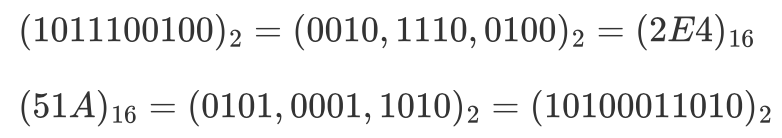 (1011100100)₂ = (0010, 1110, 0100)₂ = (2E4)₁₆
(51A)₁₆ = (0101, 0001, 1010)₂ = (10100011010)₂